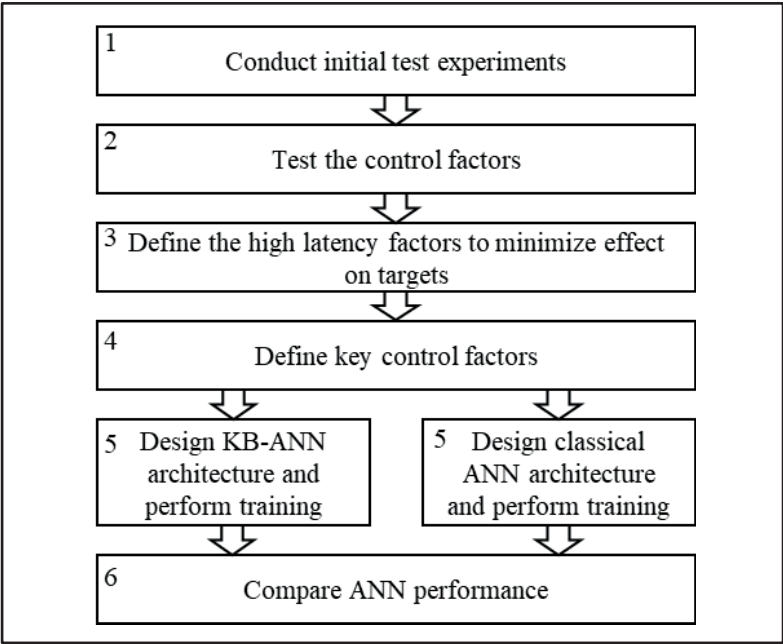 1
Conduct initial test experiments
2
Test the control factors
3 Define the high latency factors to minimize effect
on targets
4
Define key control factors
5 Design KB-ANN
architecture and
perform training
5 Design classical
ANN architecture
and perform training
6
Compare ANN performance